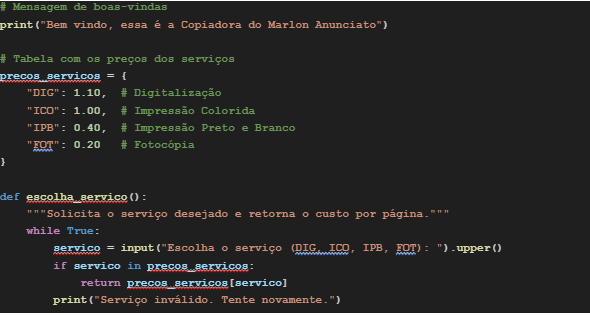 # Mensagem de boas-vindas
print("Bem vindo, essa é a Copiadora do Marlon Anunciato")
# Tabela com os preços dos serviços
precos_servicos = {
"DIG": 1.10,  # Digitalização
"ICO": 1.00,  # Impressão Colorida
"IPB": 0.40,  # Impressão Preto e Branco
"FOT": 0.20   # Fotocópia
}
def escolha_servico():
"""Solicita o serviço desejado e retorna o custo por página."""
while True:
servico = input("Escolha o serviço (DIG, ICO, IPB, FOT): ").upper()
if servico in precos_servicos:
return precos_servicos[servico]
print("Serviço inválido. Tente novamente.")